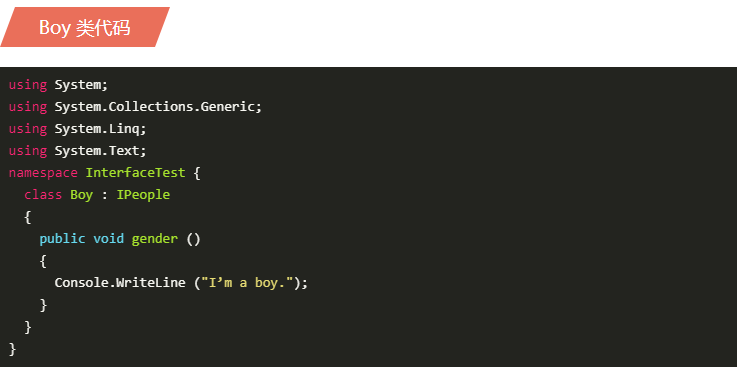 Boy 类代码
using System;
using System.Collections.Generic;
using System.Linq;
using System.Text;
namespace InterfaceTest {
  class Boy : IPeople
  {
    public void gender ()
    {
      Console.WriteLine ("I’m a boy.");
    }
  }
}